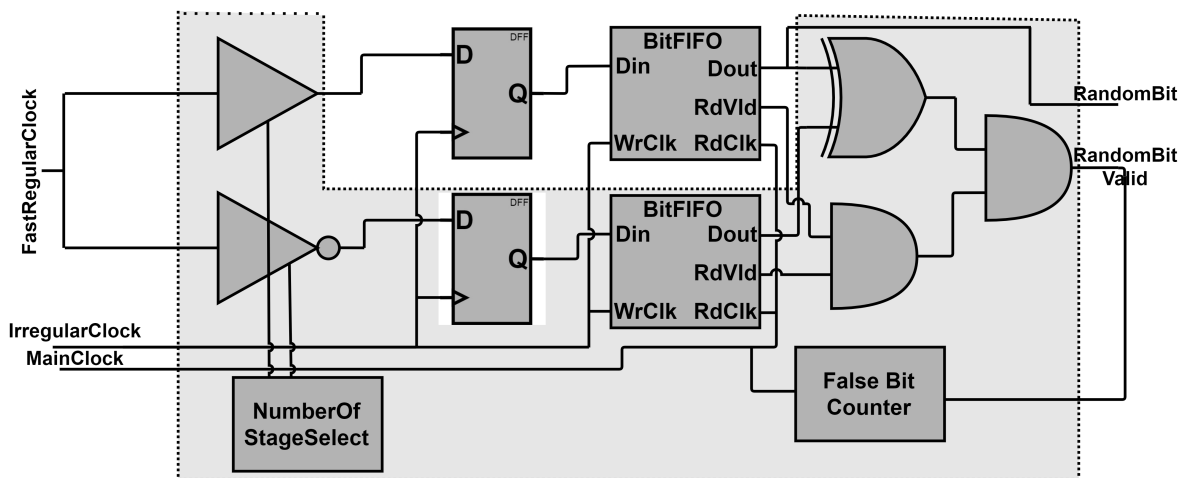 FastRegularClock
D
DFF
Q
BitFIFO
Din
Dout
RdVld
WrClk
RdClk
RandomBit
RandomBit
Valid
D
DFF
Q
BitFIFO
Din
Dout
RdVld
WrClk
RdClk
IrregularClock
MainClock
NumberOf
StageSelect
False Bit
Counter